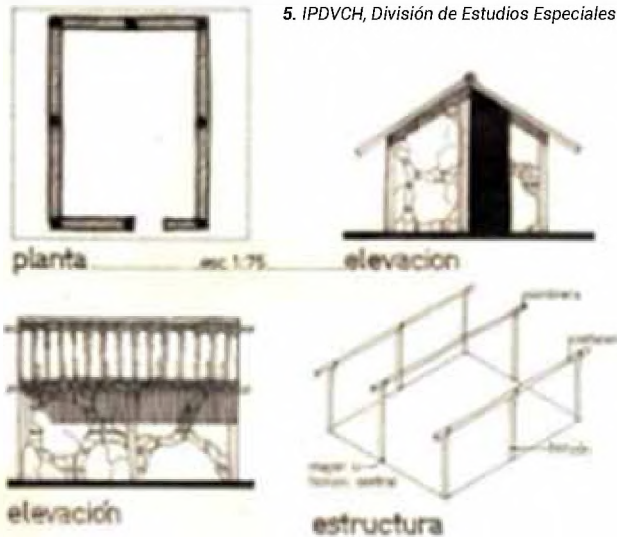 5. IPDVCH, División de Estudios Especiales
planta esc 1:75 elevacion
elevación
estructura